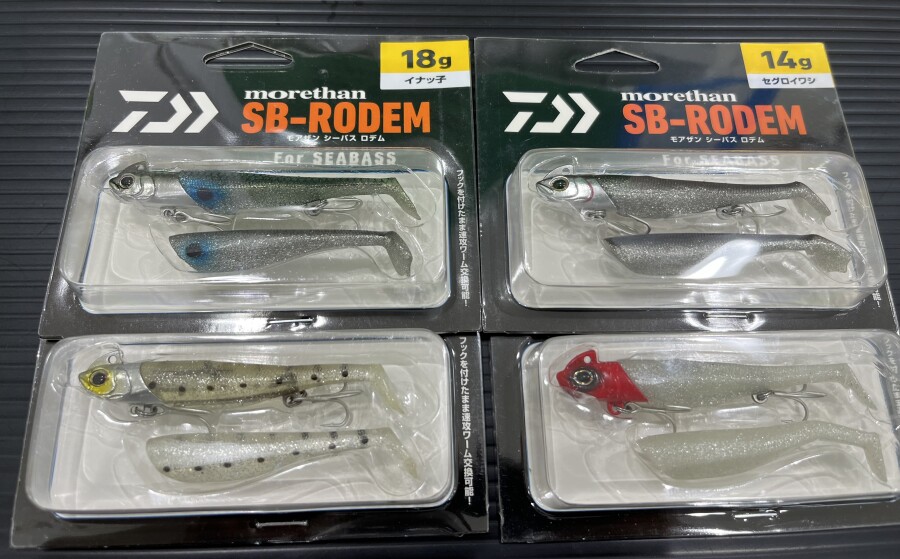 18g
イナッ子
morethan
SB-RODEM
モアザン シーバス ロデム
For SEABASS
フックを付けたまま速攻ワーム交換可能!
14g
セグロイワシ
morethan
SB-RODEM
モアザン シーバス ロデム
For SEABASS
フックを付けたまま速攻ワーム交換可能!